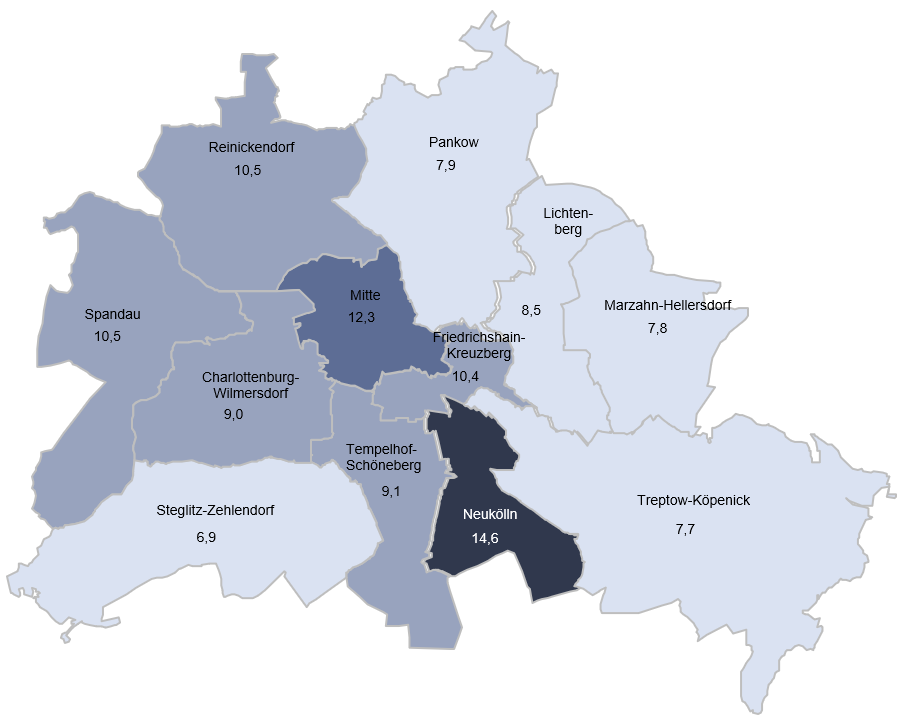 Pankow
7,9
Reinickendorf
10,5
Lichten-
berg
8,5
Mitte
12,3
Marzahn-Hellersdorf
7,8
Spandau
10,5
Friedrichshain-
Kreuzberg
10,4
Charlottenburg-
Wilmersdorf
9,0
Tempelhof-
Schöneberg
9,1
Steglitz-Zehlendorf
6,9
Neukölln
14,6
Treptow-Köpenick
7,7